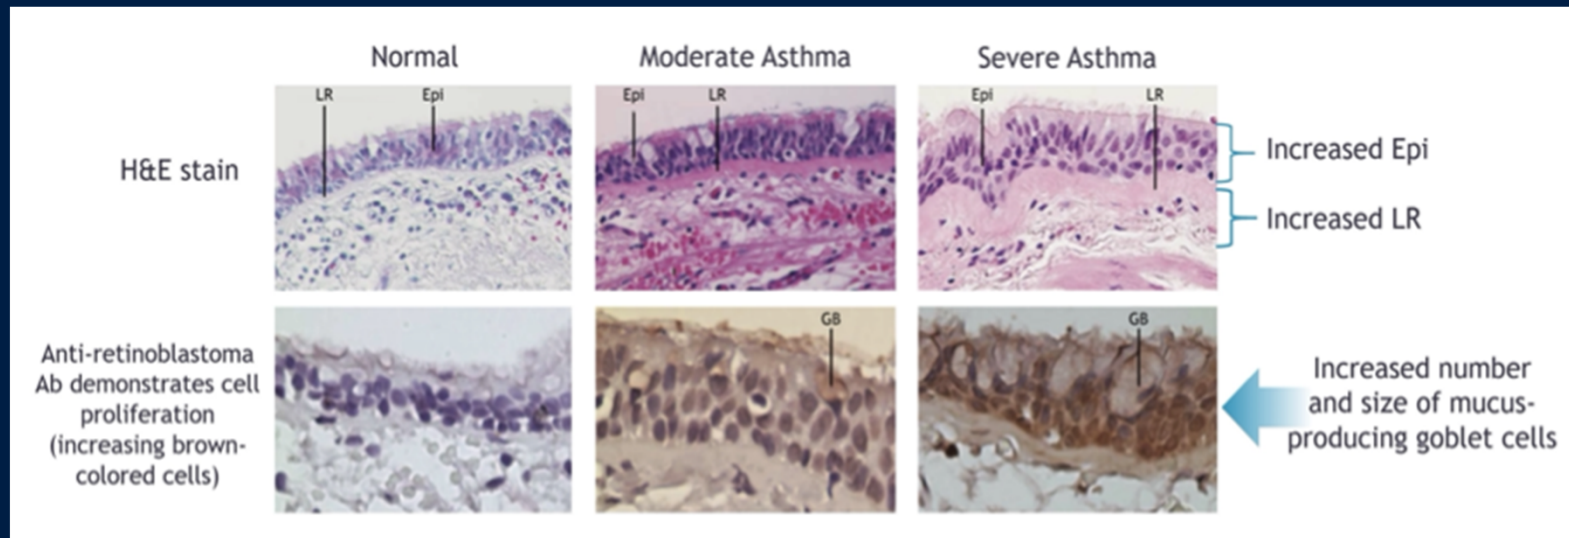 Normal
Moderate Asthma
Severe Asthma
LR
Epi
Epi
LR
Epi
LR
H&E stain
Increased Epi
Increased LR
GB
GB
Anti-retinoblastoma
Ab demonstrates cell
proliferation
(increasing brown-
colored cells)
Increased number
and size of mucus-
producing goblet cells